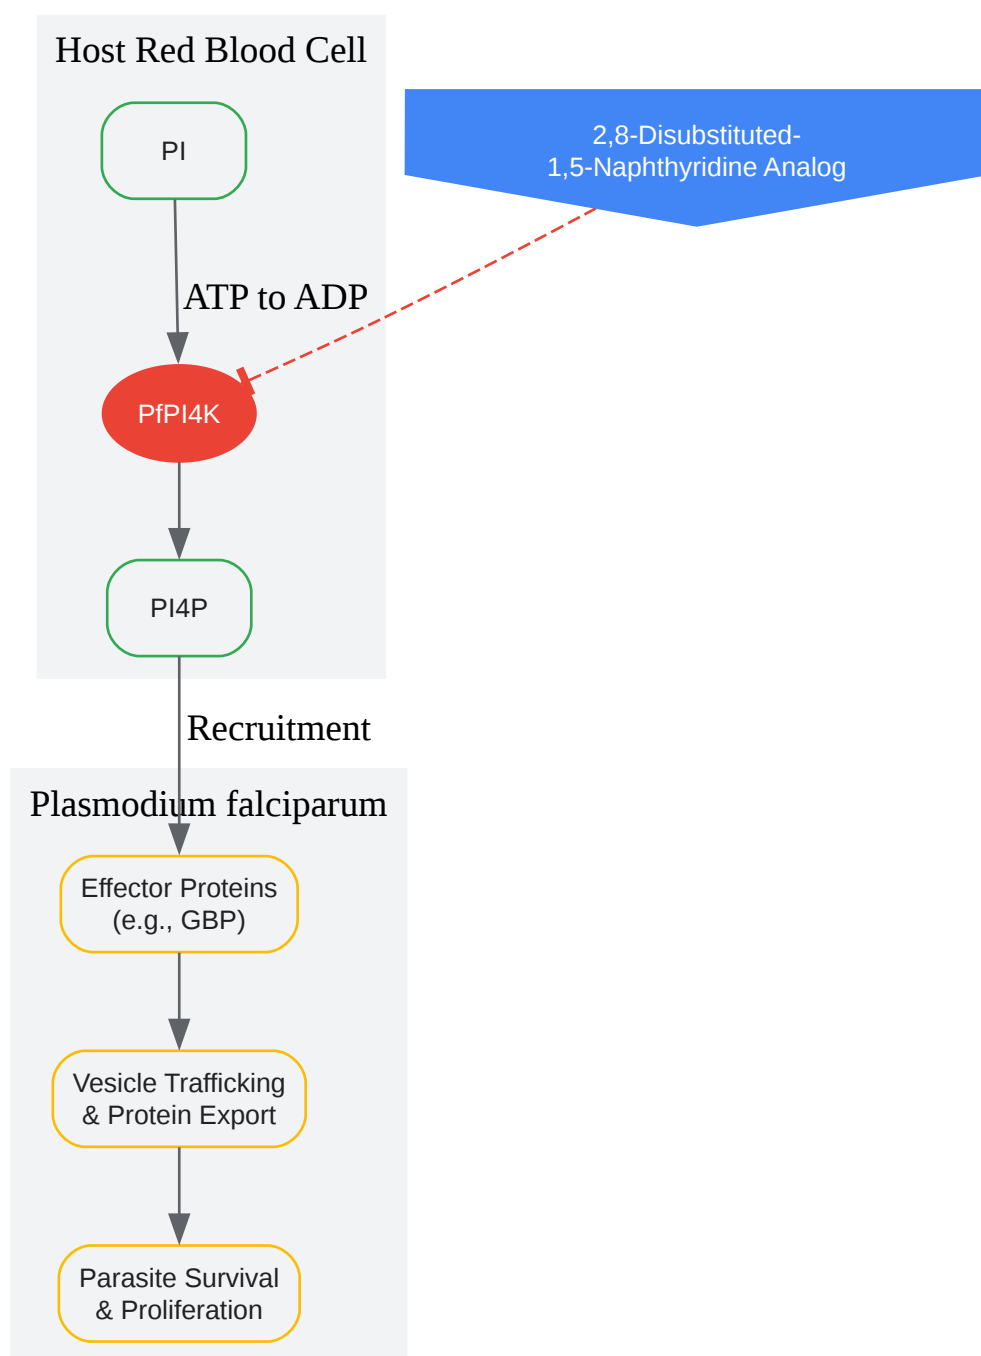 Host Red Blood Cell
PI
2,8-Disubstituted-
1,5-Naphthyridine Analog
ATP to ADP
PfPI4K
PI4P
Recruitment
Plasmodium falciparum
Effector Proteins
(e.g., GBP)
Vesicle Trafficking
& Protein Export
Parasite Survival
& Proliferation